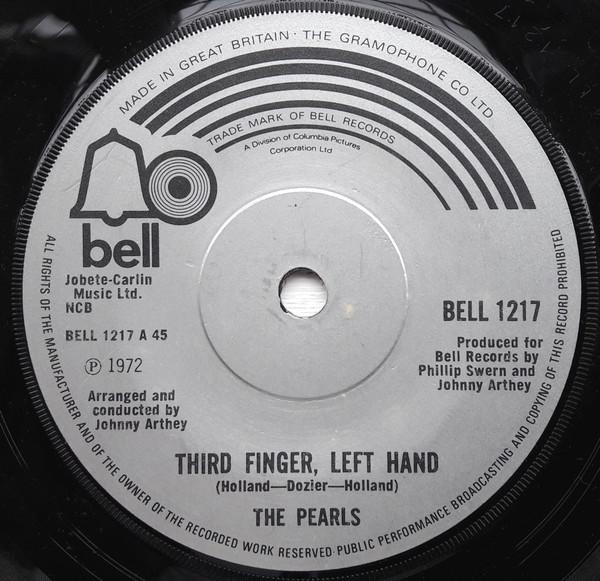 MADE IN GREAT BRITAIN · THE GRAMOPHONE CO LTD
TRADE MARK OF BELL RECORDS
A Division of Columbia Pictures
Corporation Ltd
bell
Jobete-Carlin
Music Ltd.
NCB
BELL 1217 A 45
Ⓟ 1972
Arranged and
conducted by
Johnny Arthey
BELL 1217
Produced for
Bell Records by
Phillip Swern and
Johnny Arthey
THIRD FINGER, LEFT HAND
(Holland—Dozier—Holland)
THE PEARLS
ALL RIGHTS OF THE MANUFACTURER AND OF THE OWNER OF THE RECORDED WORK RESERVED · PUBLIC PERFORMANCE BROADCASTING AND COPYING OF THIS RECORD PROHIBITED